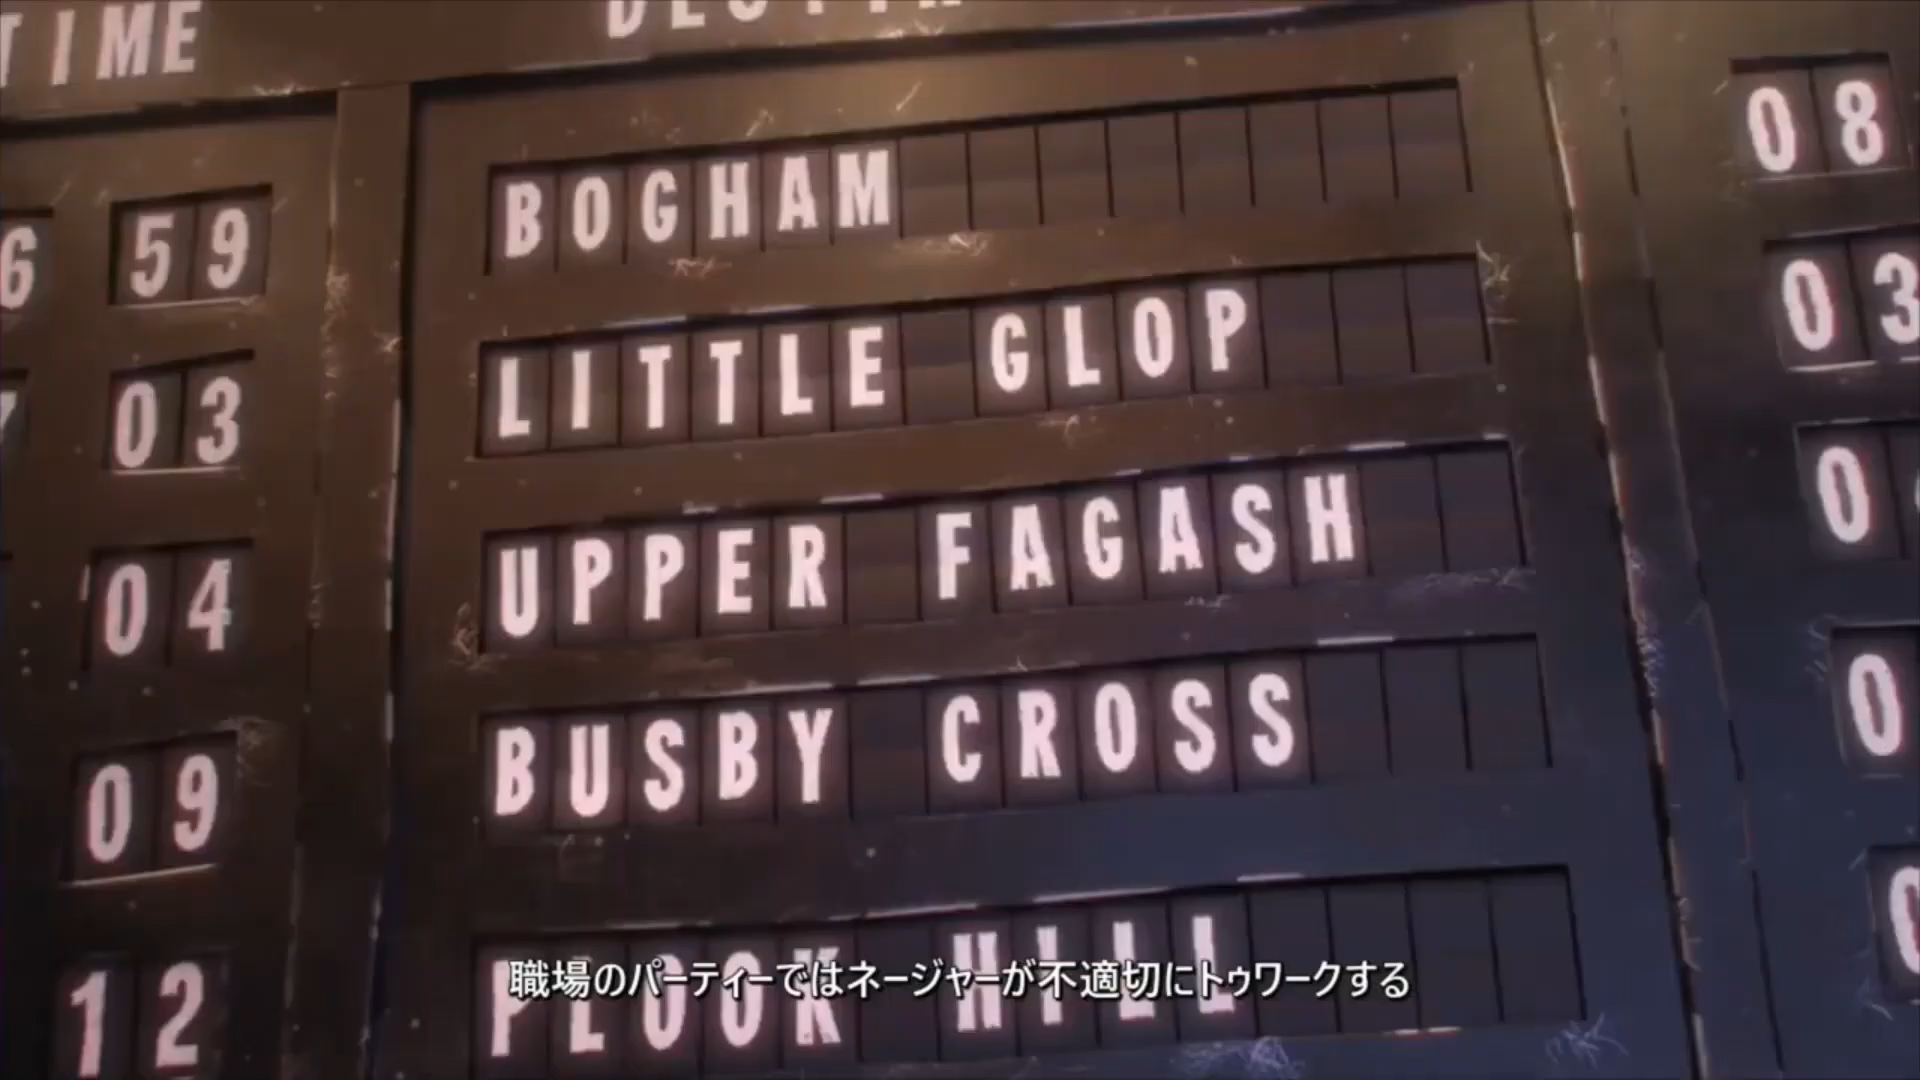 TIME
59 BOGHAM 08
03 LITTLE GLOP 03
04 UPPER FAGASH 0
09 BUSBY CROSS 0
12 PLOOK HILL
職場のパーティーではネージャーが不適切にトゥワークする